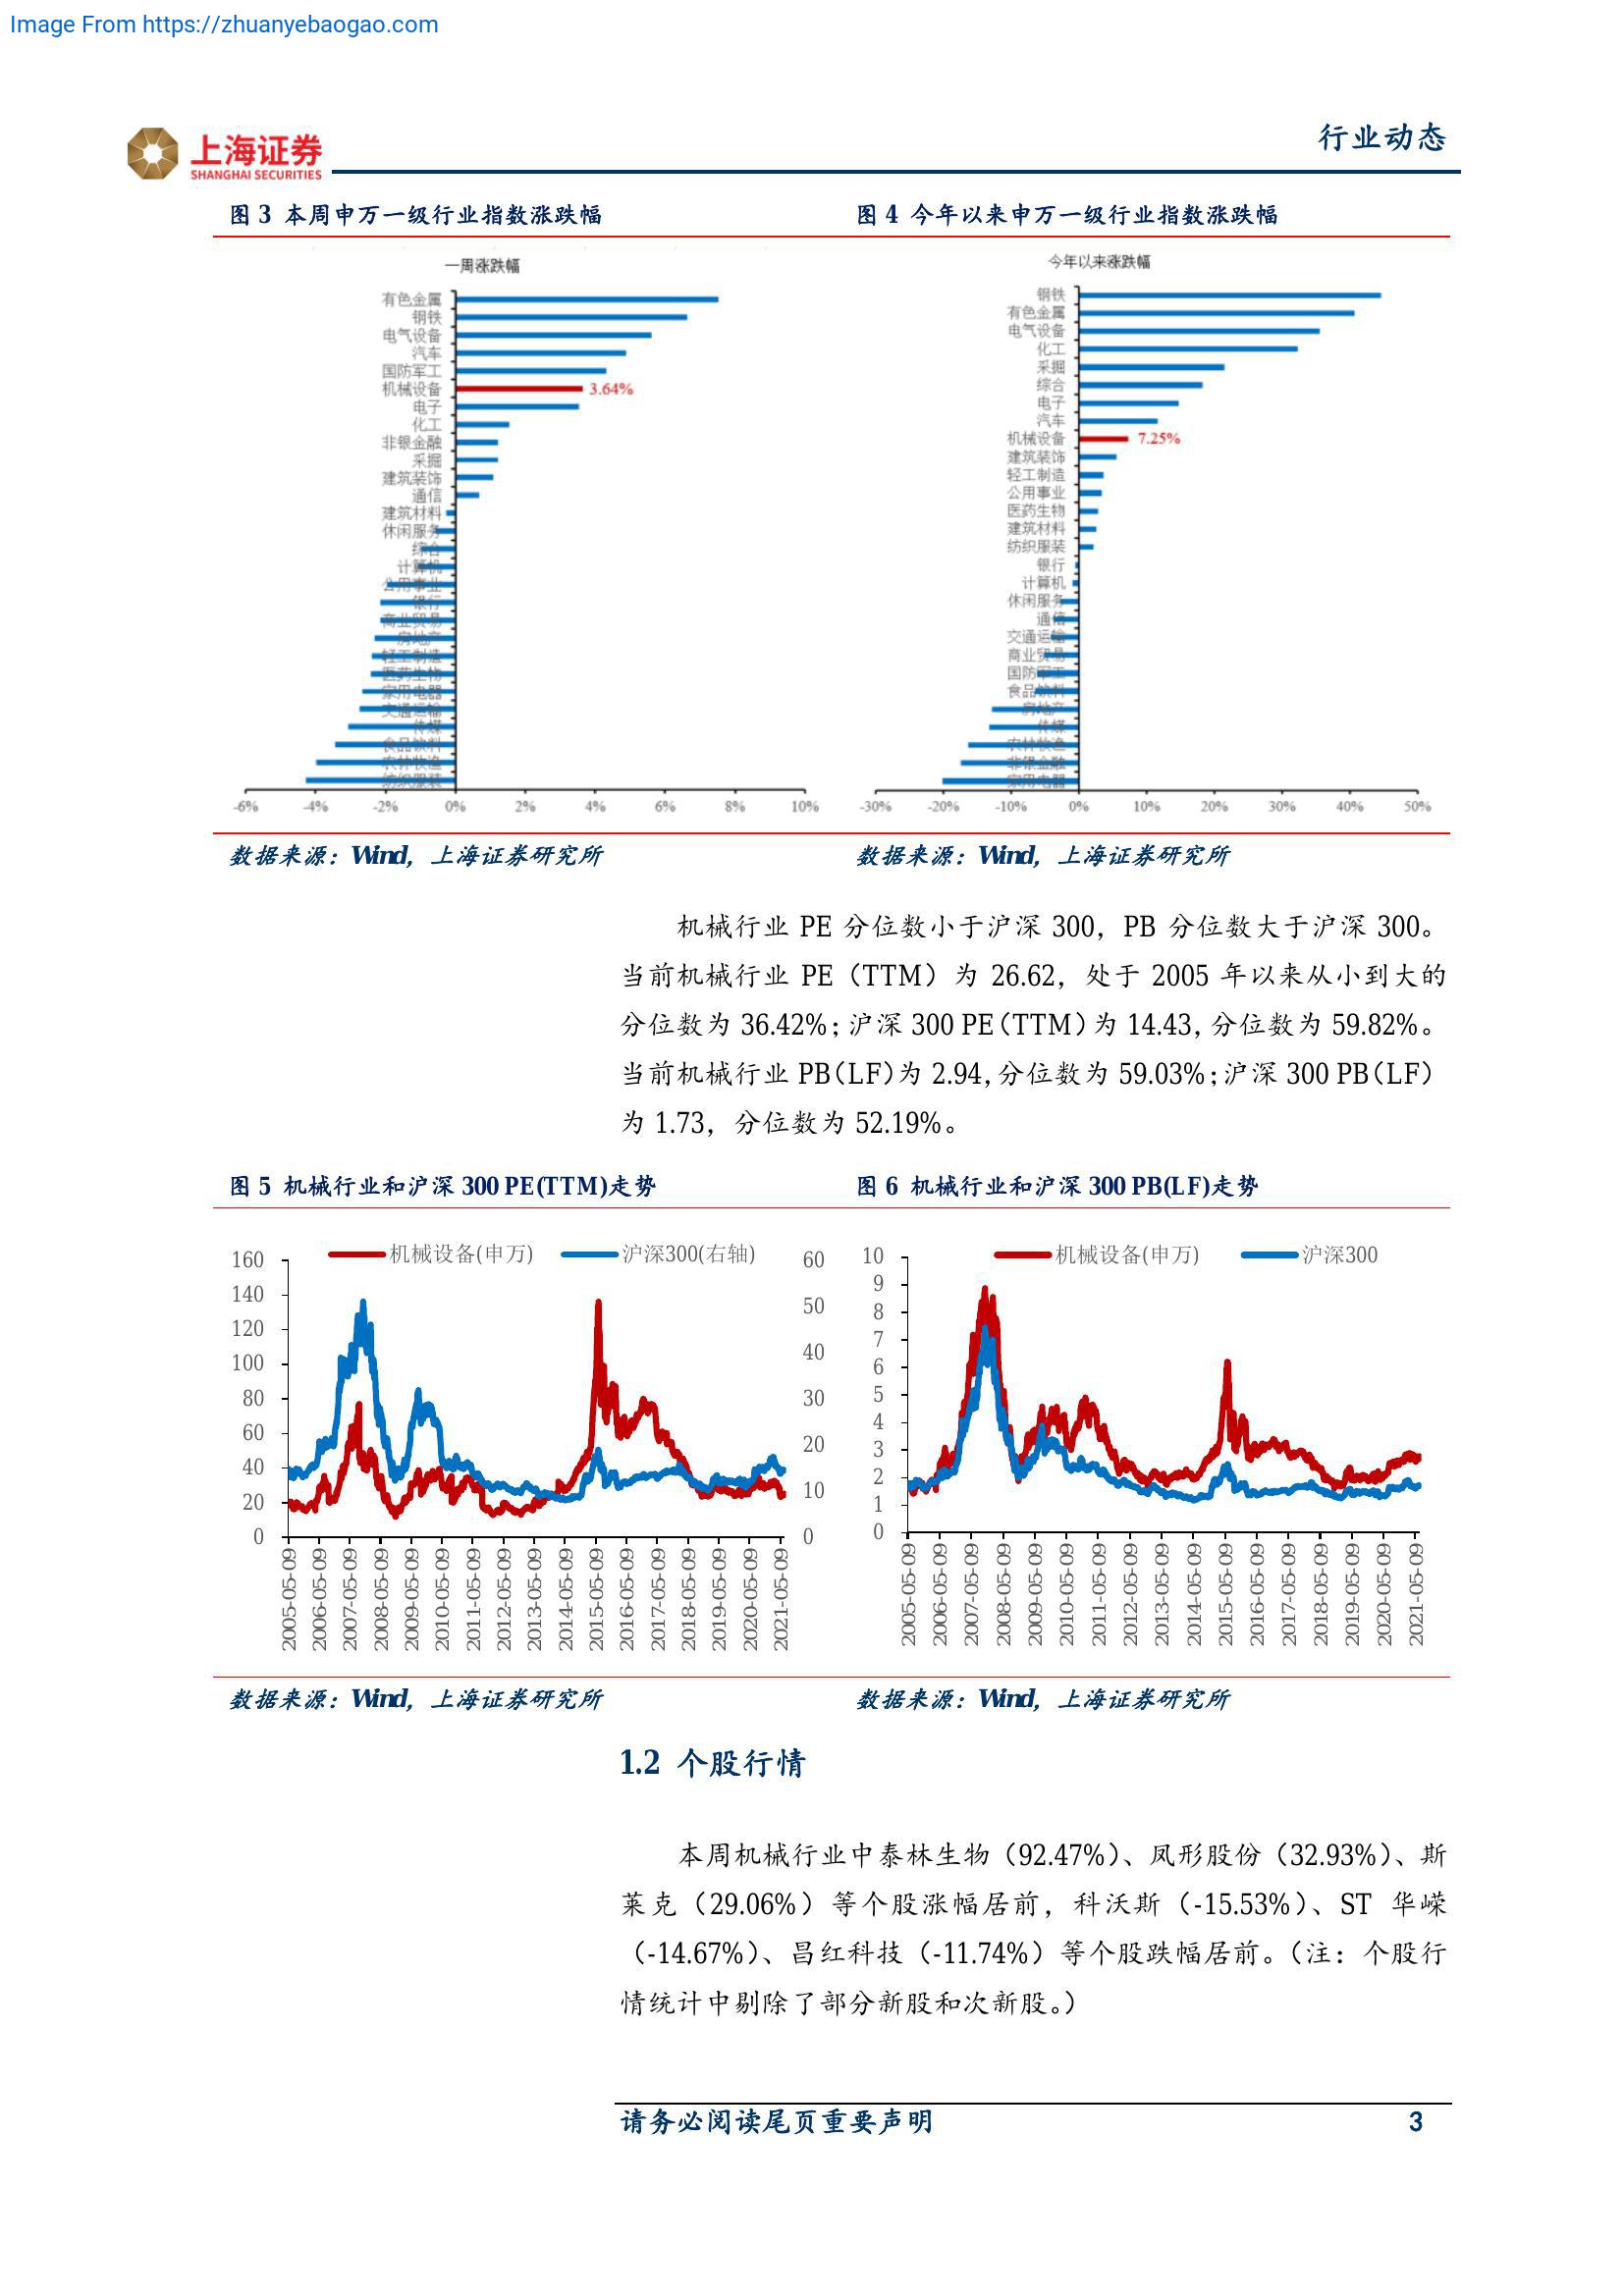 Image From https://zhuanyebaogao.com
上海证券
SHANGHAI SECURITIES
行业动态
图 3 本周申万一级行业指数涨跌幅
图 4 今年以来申万一级行业指数涨跌幅
一周涨跌幅
有色金属
钢铁
电气设备
汽车
国防军工
机械设备
3.64%
电子
化工
非银金融
采掘
建筑装饰
通信
建筑材料
休闲服务
综合
计算机
公用事业
银行
商业贸易
房地产
轻工制造
医药生物
家用电器
交通运输
传媒
食品饮料
农林牧渔
纺织服装
-6% -4% -2% 0% 2% 4% 6% 8% 10%
今年以来涨跌幅
钢铁
有色金属
电气设备
化工
采掘
综合
电子
汽车
机械设备
7.25%
建筑装饰
轻工制造
公用事业
医药生物
建筑材料
纺织服装
银行
计算机
休闲服务
通信
交通运输
商业贸易
国防军工
食品饮料
房地产
传媒
农林牧渔
非银金融
家用电器
-30% -20% -10% 0% 10% 20% 30% 40% 50%
数据来源：Wind，上海证券研究所
数据来源：Wind，上海证券研究所
机械行业 PE 分位数小于沪深 300，PB 分位数大于沪深 300。
当前机械行业 PE（TTM）为 26.62，处于 2005 年以来从小到大的
分位数为 36.42%；沪深 300 PE（TTM）为 14.43，分位数为 59.82%。
当前机械行业 PB（LF）为 2.94，分位数为 59.03%；沪深 300 PB（LF）
为 1.73，分位数为 52.19%。
图 5 机械行业和沪深 300 PE(TTM)走势
图 6 机械行业和沪深 300 PB(LF)走势
机械设备(申万)
沪深300(右轴)
160
140
120
100
80
60
40
20
0
60
50
40
30
20
10
0
2005-05-09
2006-05-09
2007-05-09
2008-05-09
2009-05-09
2010-05-09
2011-05-09
2012-05-09
2013-05-09
2014-05-09
2015-05-09
2016-05-09
2017-05-09
2018-05-09
2019-05-09
2020-05-09
2021-05-09
机械设备(申万)
沪深300
10
9
8
7
6
5
4
3
2
1
0
2005-05-09
2006-05-09
2007-05-09
2008-05-09
2009-05-09
2010-05-09
2011-05-09
2012-05-09
2013-05-09
2014-05-09
2015-05-09
2016-05-09
2017-05-09
2018-05-09
2019-05-09
2020-05-09
2021-05-09
数据来源：Wind，上海证券研究所
数据来源：Wind，上海证券研究所
1.2 个股行情
本周机械行业中泰林生物（92.47%）、凤形股份（32.93%）、斯
莱克（29.06%）等个股涨幅居前，科沃斯（-15.53%）、ST 华嵘
（-14.67%）、昌红科技（-11.74%）等个股跌幅居前。（注：个股行
情统计中剔除了部分新股和次新股。）
请务必阅读尾页重要声明
3